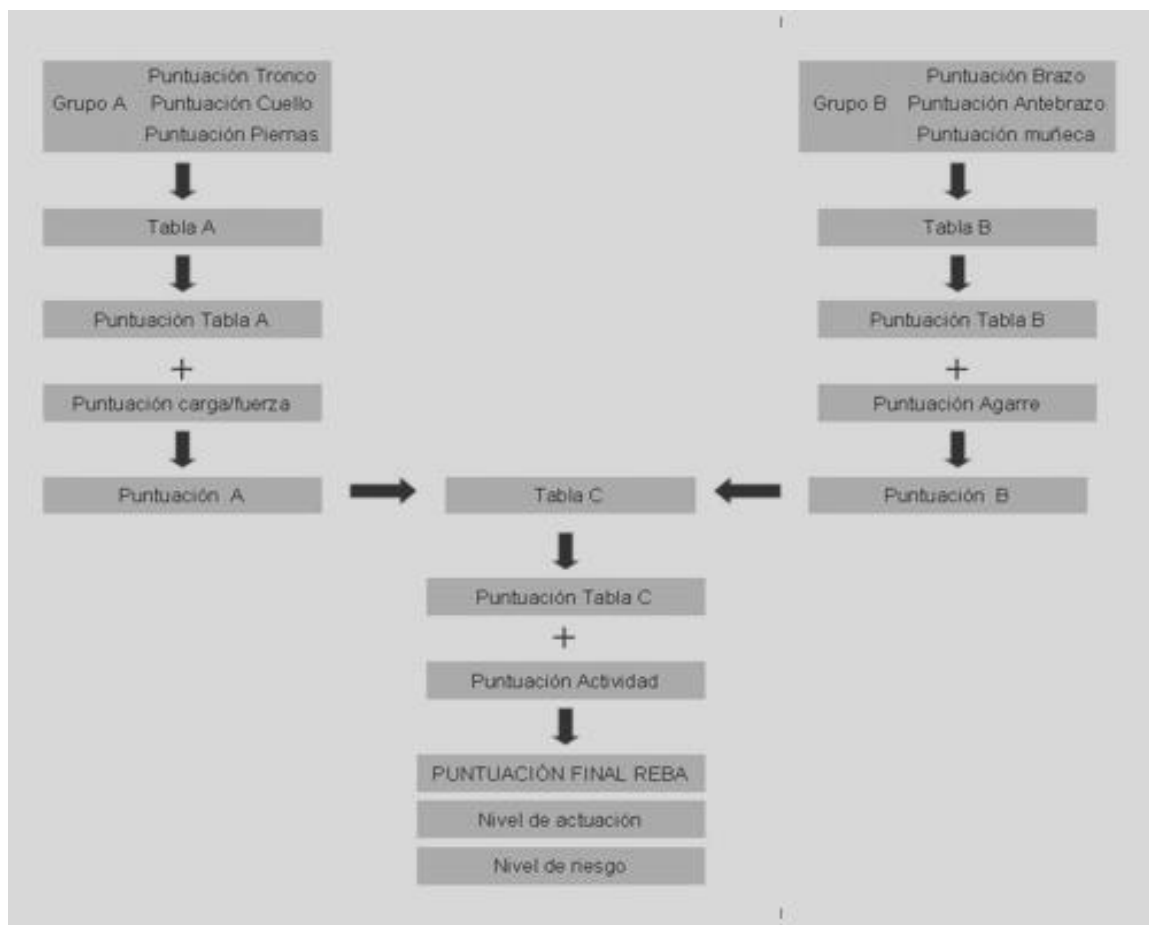 Puntuación Tronco
Grupo A Puntuación Cuello
Puntuación Piernas
Tabla A
Puntuación Tabla A
+
Puntuación carga/fuerza
Puntuación A
Puntuación Brazo
Grupo B Puntuación Antebrazo
Puntuación muñeca
Tabla B
Puntuación Tabla B
+
Puntuación Agarre
Puntuación B
Tabla C
Puntuación Tabla C
+
Puntuación Actividad
PUNTUACIÓN FINAL REBA
Nivel de actuación
Nivel de riesgo